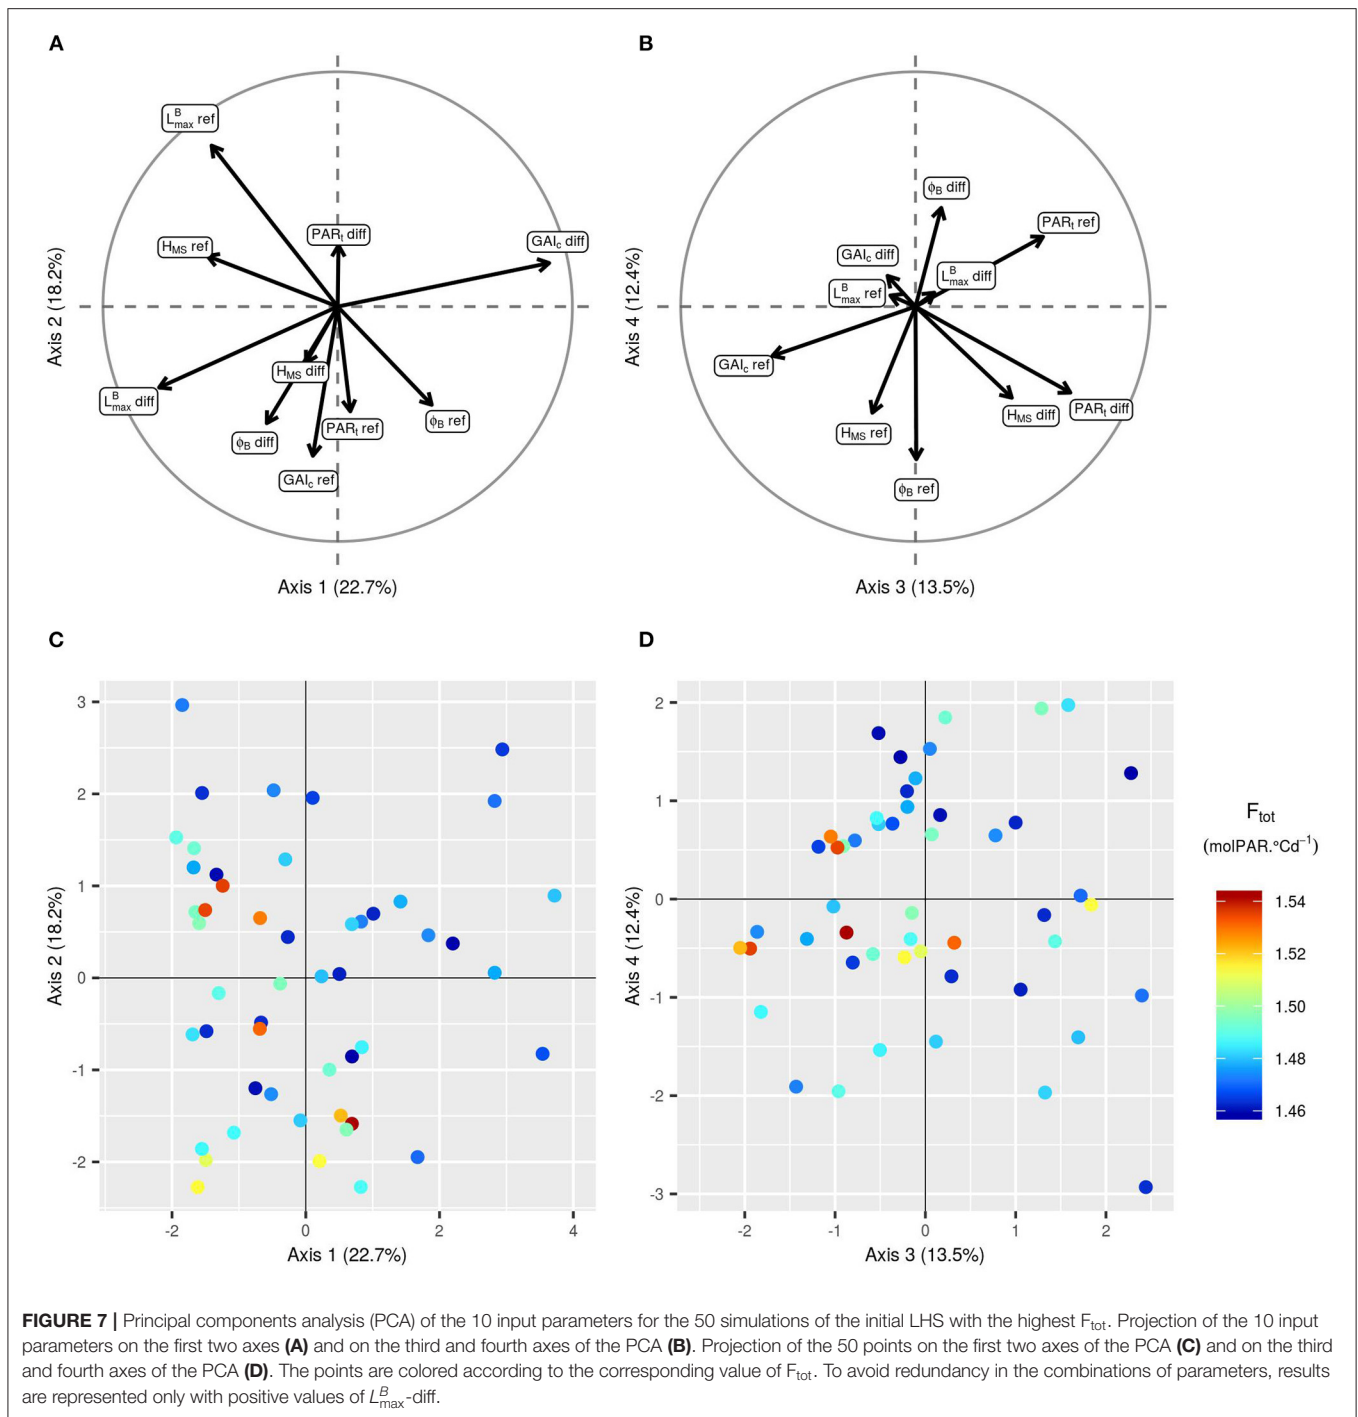 A
B
L^B_max ref
H_MS ref
PAR_t diff
GAI_c diff
L^B_max diff
H_MS diff
ϕ_B diff
PAR_t ref
ϕ_B ref
GAI_c ref
Axis 2 (18.2%)
Axis 1 (22.7%)
ϕ_B diff
PAR_t ref
GAI_c diff
L^B_max diff
L^B_max ref
GAI_c ref
H_MS ref
H_MS diff
PAR_t diff
ϕ_B ref
Axis 4 (12.4%)
Axis 3 (13.5%)
C
D
3
2
1
0
-1
-2
-2 0 2 4
Axis 2 (18.2%)
Axis 1 (22.7%)
2
1
0
-1
-2
-3
-2 -1 0 1 2
Axis 4 (12.4%)
Axis 3 (13.5%)
F_tot
(molPAR.°Cd⁻¹)
1.54
1.52
1.50
1.48
1.46
FIGURE 7 | Principal components analysis (PCA) of the 10 input parameters for the 50 simulations of the initial LHS with the highest F_tot. Projection of the 10 input
parameters on the first two axes (A) and on the third and fourth axes of the PCA (B). Projection of the 50 points on the first two axes of the PCA (C) and on the third
and fourth axes of the PCA (D). The points are colored according to the corresponding value of F_tot. To avoid redundancy in the combinations of parameters, results
are represented only with positive values of L^B_max-diff.